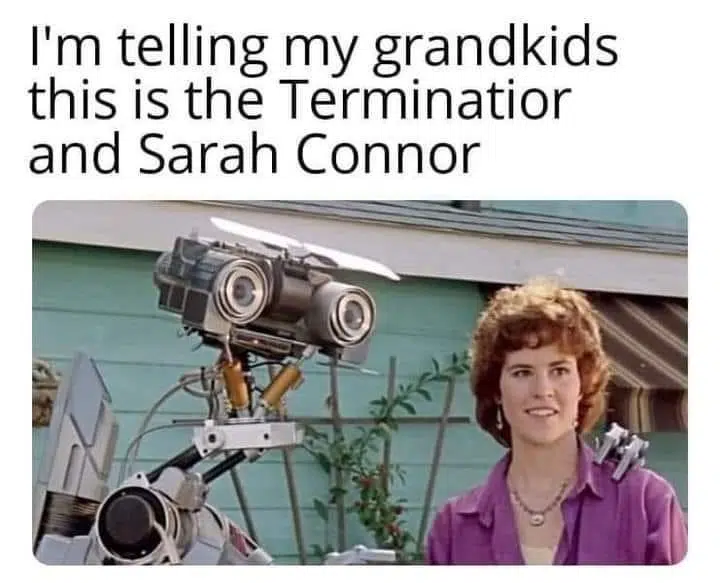 I'm telling my grandkids
this is the Terminatior
and Sarah Connor